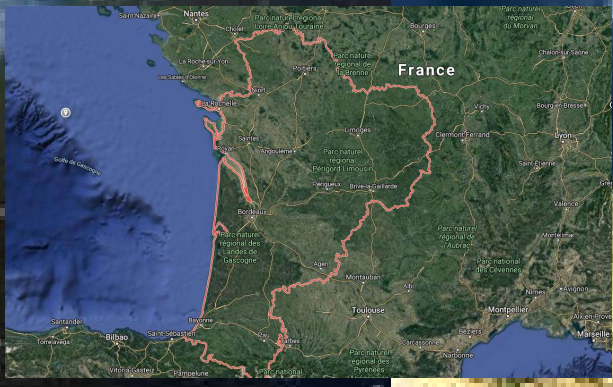 Saint-Nazaire
Nantes
Cholet
Parc naturel
régional
Loire-Anjou-Touraine
Bourges
Parc naturel
régional
du Morvan
La Roche-sur-Yon
Les Sables-d'Olonne
Poitiers
Parc naturel
régional de
la Brenne
France
Chalon-sur-Saône
Niort
La Rochelle
Vichy
Bourg-en-Bresse
Saintes
Royan
Angoulême
Limoges
Clermont-Ferrand
Lyon
Golfe de Gascogne
Parc naturel
régional
Périgord Limousin
Saint-Étienne
Périgueux
Brive-la-Gaillarde
Valence
Bordeaux
Parc naturel
régional des
Landes de
Gascogne
Parc naturel
régional de
l'Aubrac
Montélimar
Agen
Montauban
Albi
Parc national
des Cévennes
Nîmes
Avignon
Santander
Torrelavega
Bilbao
Bayonne
Saint-Sébastien
Toulouse
Montpellier
Aix-en-Prove
Marseille
Pau
Tarbes
Carcassonne
Béziers
Narbonne
Vitoria-Gasteiz
Pampelune
Parc national
Parc naturel
régional des
Pyrénées